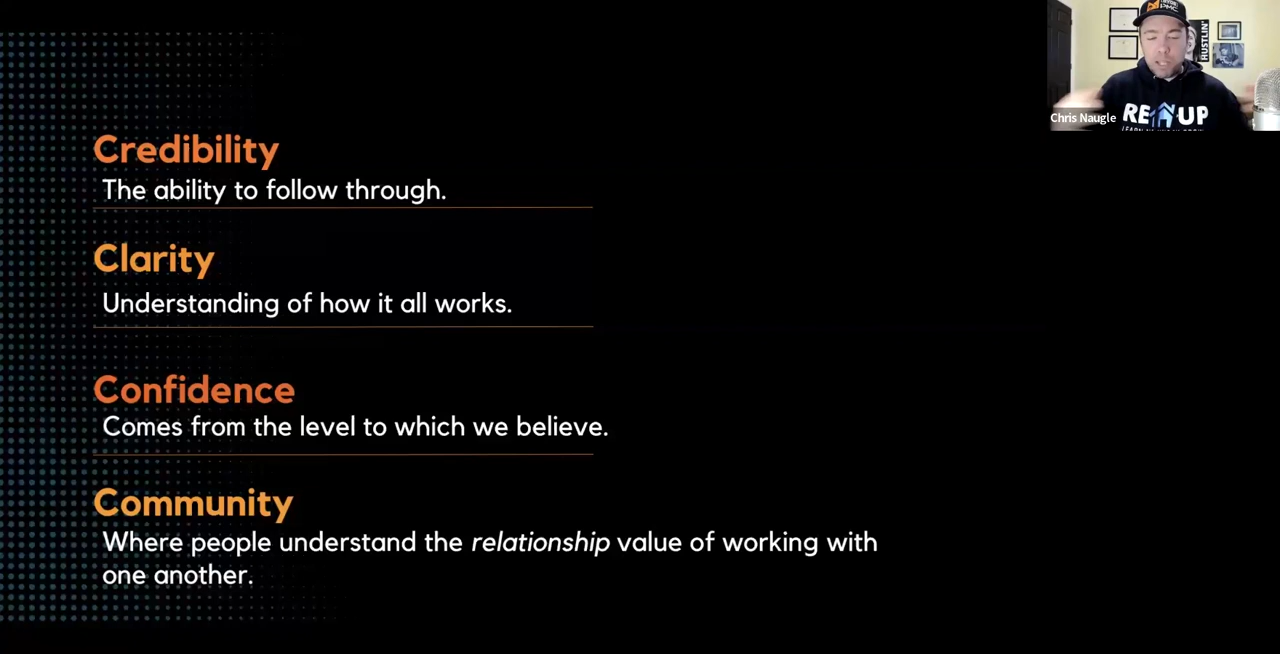 Credibility
The ability to follow through.
Clarity
Understanding of how it all works.
Confidence
Comes from the level to which we believe.
Community
Where people understand the relationship value of working with
one another.
PMC
HUSTLIN'
Chris Naugle
RE UP